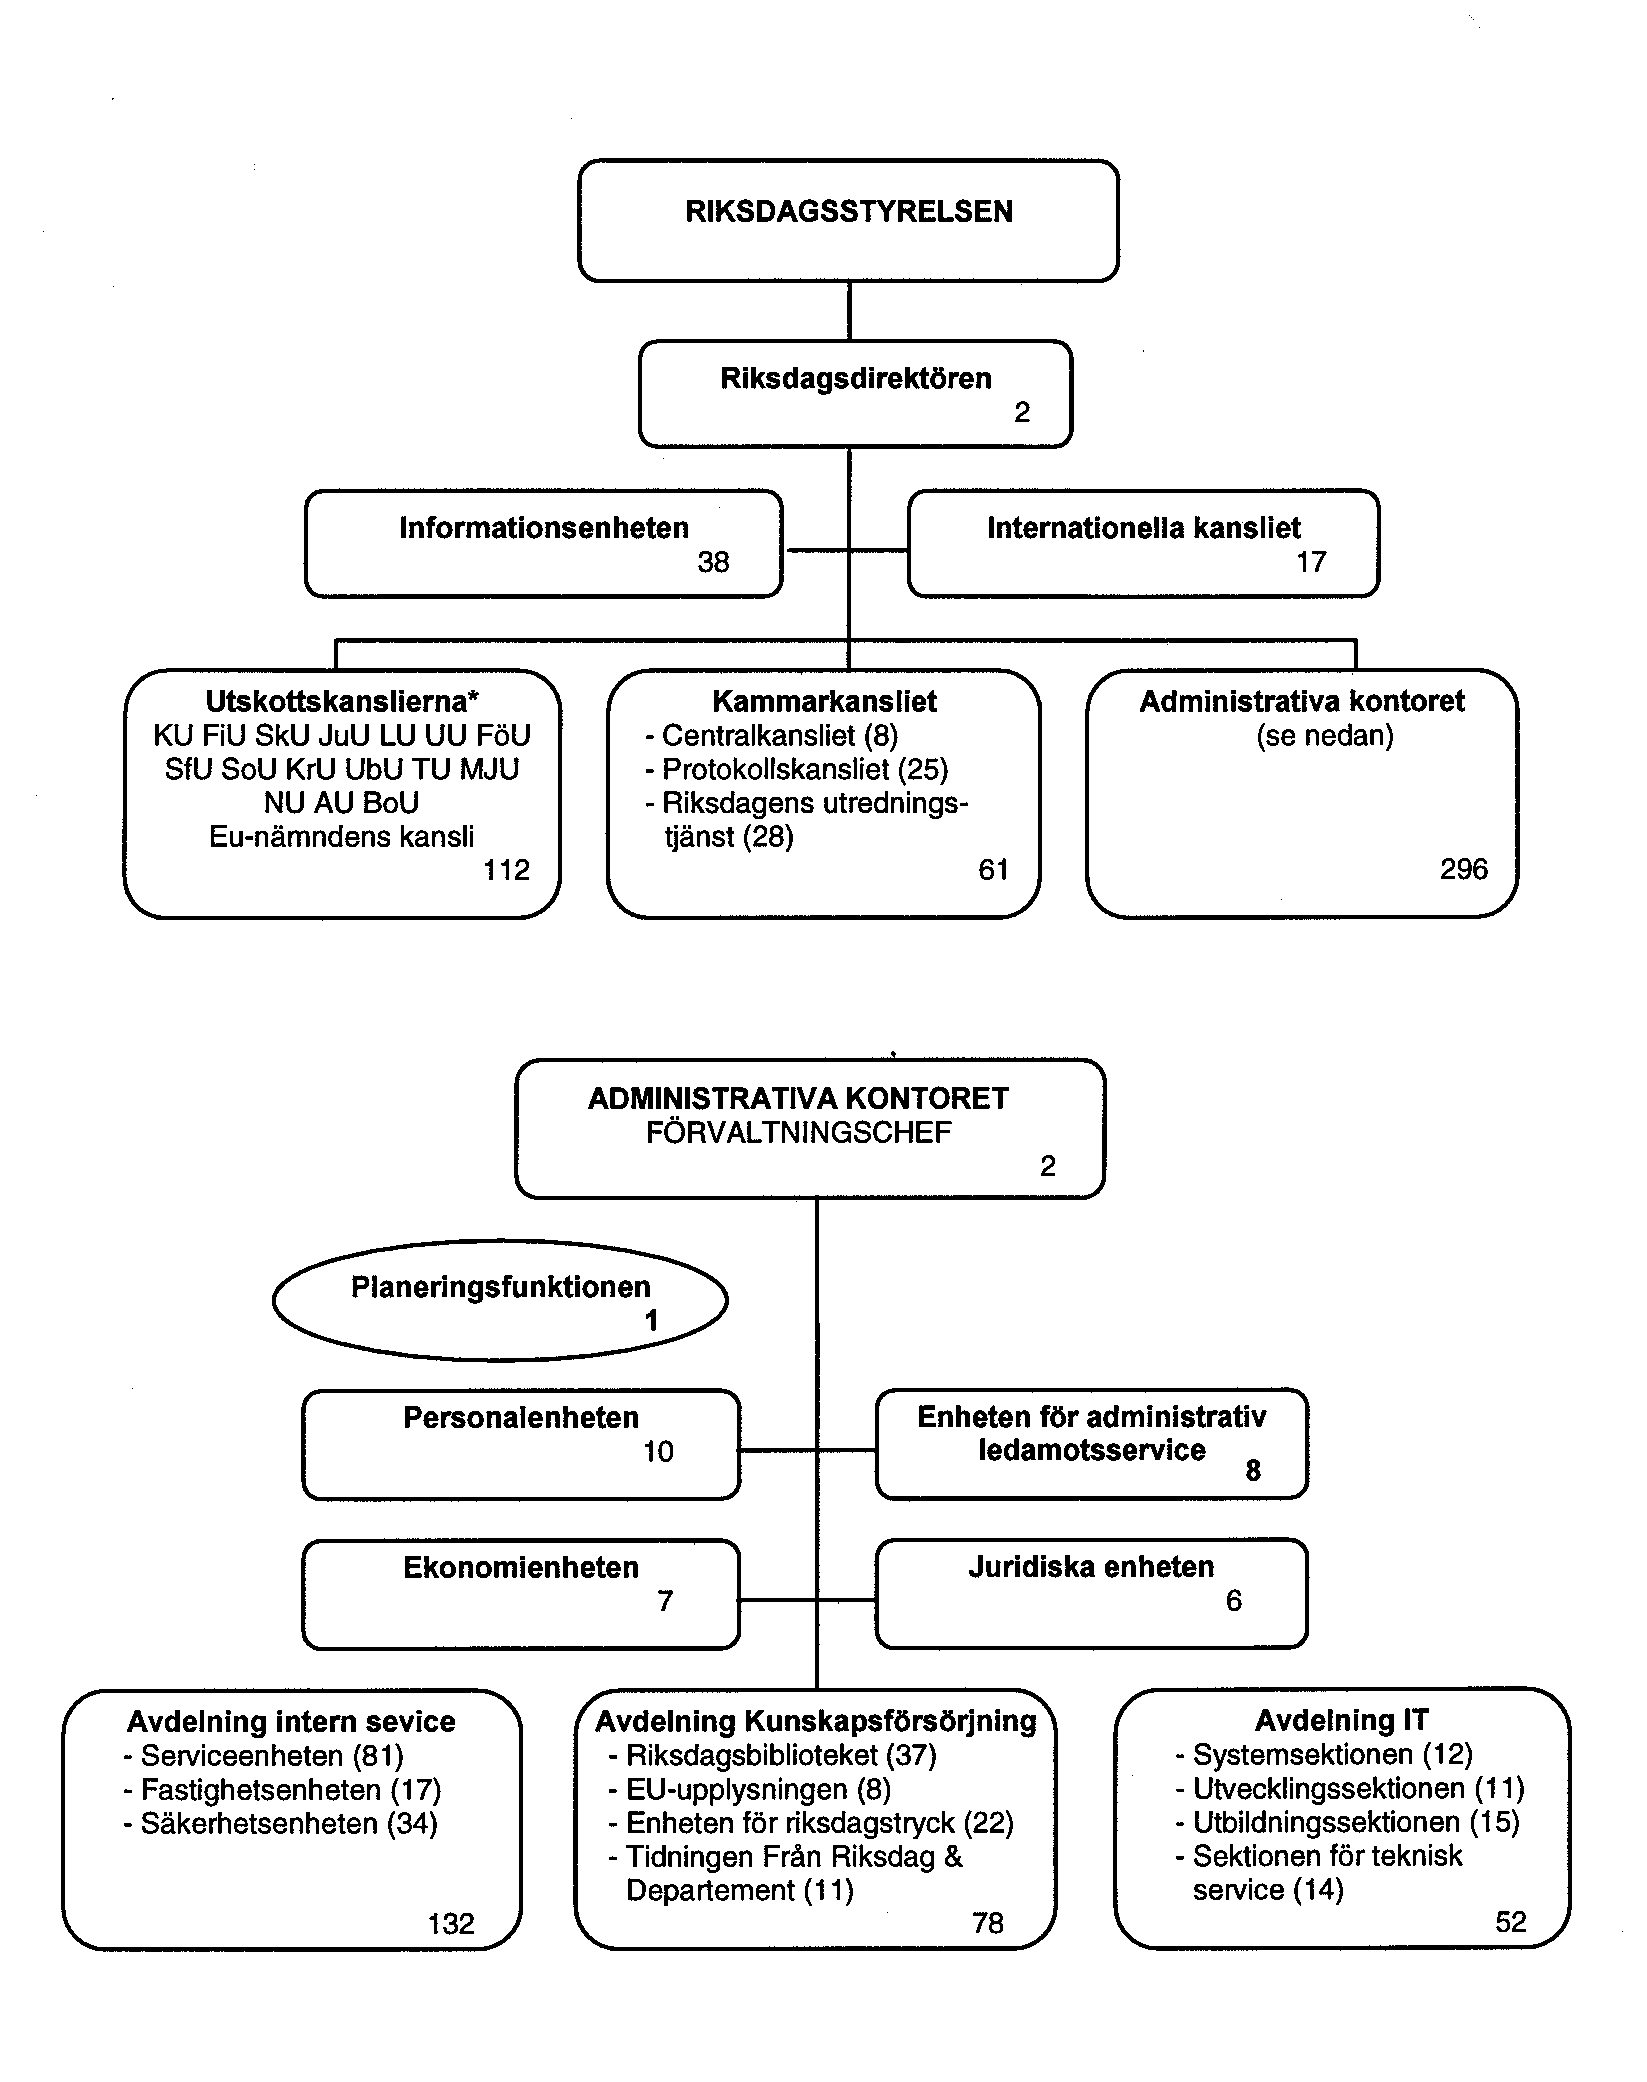 RIKSDAGSSTYRELSEN
Riksdagsdirektören
2
Informationsenheten
38
Internationella kansliet
17
Utskottskanslierna*
KU FiU SkU JuU LU UU FöU
SfU SoU KrU UbU TU MJU
NU AU BoU
Eu-nämndens kansli
112
Kammarkansliet
- Centralkansliet (8)
- Protokollskansliet (25)
- Riksdagens utrednings-
tjänst (28)
61
Administrativa kontoret
(se nedan)
296
ADMINISTRATIVA KONTORET
FÖRVALTNINGSCHEF
2
Planeringsfunktionen
1
Personalenheten
10
Enheten för administrativ
ledamotsservice
8
Ekonomienheten
7
Juridiska enheten
6
Avdelning intern sevice
- Serviceenheten (81)
- Fastighetsenheten (17)
- Säkerhetsenheten (34)
132
Avdelning Kunskapsförsörjning
- Riksdagsbiblioteket (37)
- EU-upplysningen (8)
- Enheten för riksdagstryck (22)
- Tidningen Från Riksdag &
Departement (11)
78
Avdelning IT
- Systemsektionen (12)
- Utvecklingssektionen (11)
- Utbildningssektionen (15)
- Sektionen för teknisk
service (14)
52